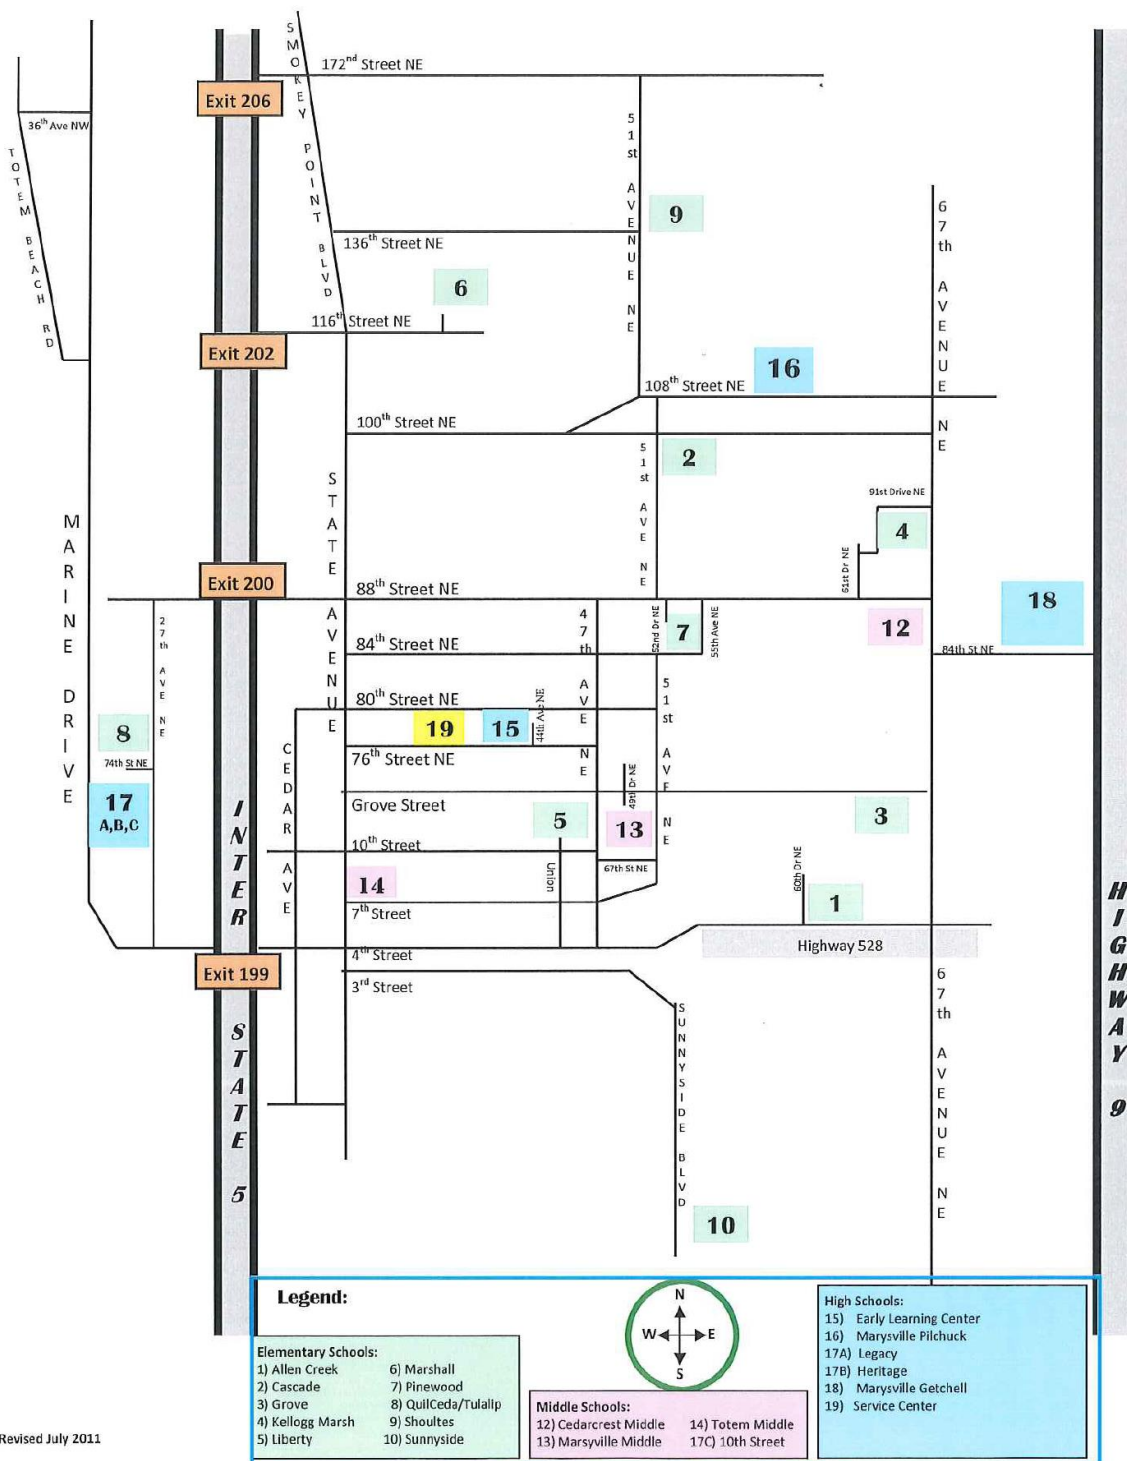 SMOKEY POINT BLVD
172nd Street NE
Exit 206
36th Ave NW
TOTEM BEACH RD
51st AVENUE NE
9
67th AVENUE NE
136th Street NE
6
116th Street NE
Exit 202
16
108th Street NE
100th Street NE
2
51st AVE NE
STATE AVENUE
91st Drive NE
4
61st Dr NE
MARINE DRIVE
Exit 200
88th Street NE
18
27th AVE NE
47th AVE NE
52nd Dr NE
7
55th Ave NE
12
84th Street NE
84th St NE
80th Street NE
51st AVE NE
44th Ave NE
8
19
15
CEDAR AVE
76th Street NE
74th St NE
49th Dr NE
17
A,B,C
INTERSTATE 5
Grove Street
5
13
3
10th Street
Union
67th St NE
60th Dr NE
14
1
7th Street
HIGHWAY 9
Highway 528
4th Street
Exit 199
3rd Street
67th AVENUE NE
SUNNYSIDE BLVD
10
Legend:
N
W E
S
Elementary Schools:
1) Allen Creek 6) Marshall
2) Cascade 7) Pinewood
3) Grove 8) QuilCeda/Tulalip
4) Kellogg Marsh 9) Shoultes
5) Liberty 10) Sunnyside
Middle Schools:
12) Cedarcrest Middle 14) Totem Middle
13) Marsyville Middle 17C) 10th Street
High Schools:
15) Early Learning Center
16) Marysville Pilchuck
17A) Legacy
17B) Heritage
18) Marysville Getchell
19) Service Center
Revised July 2011